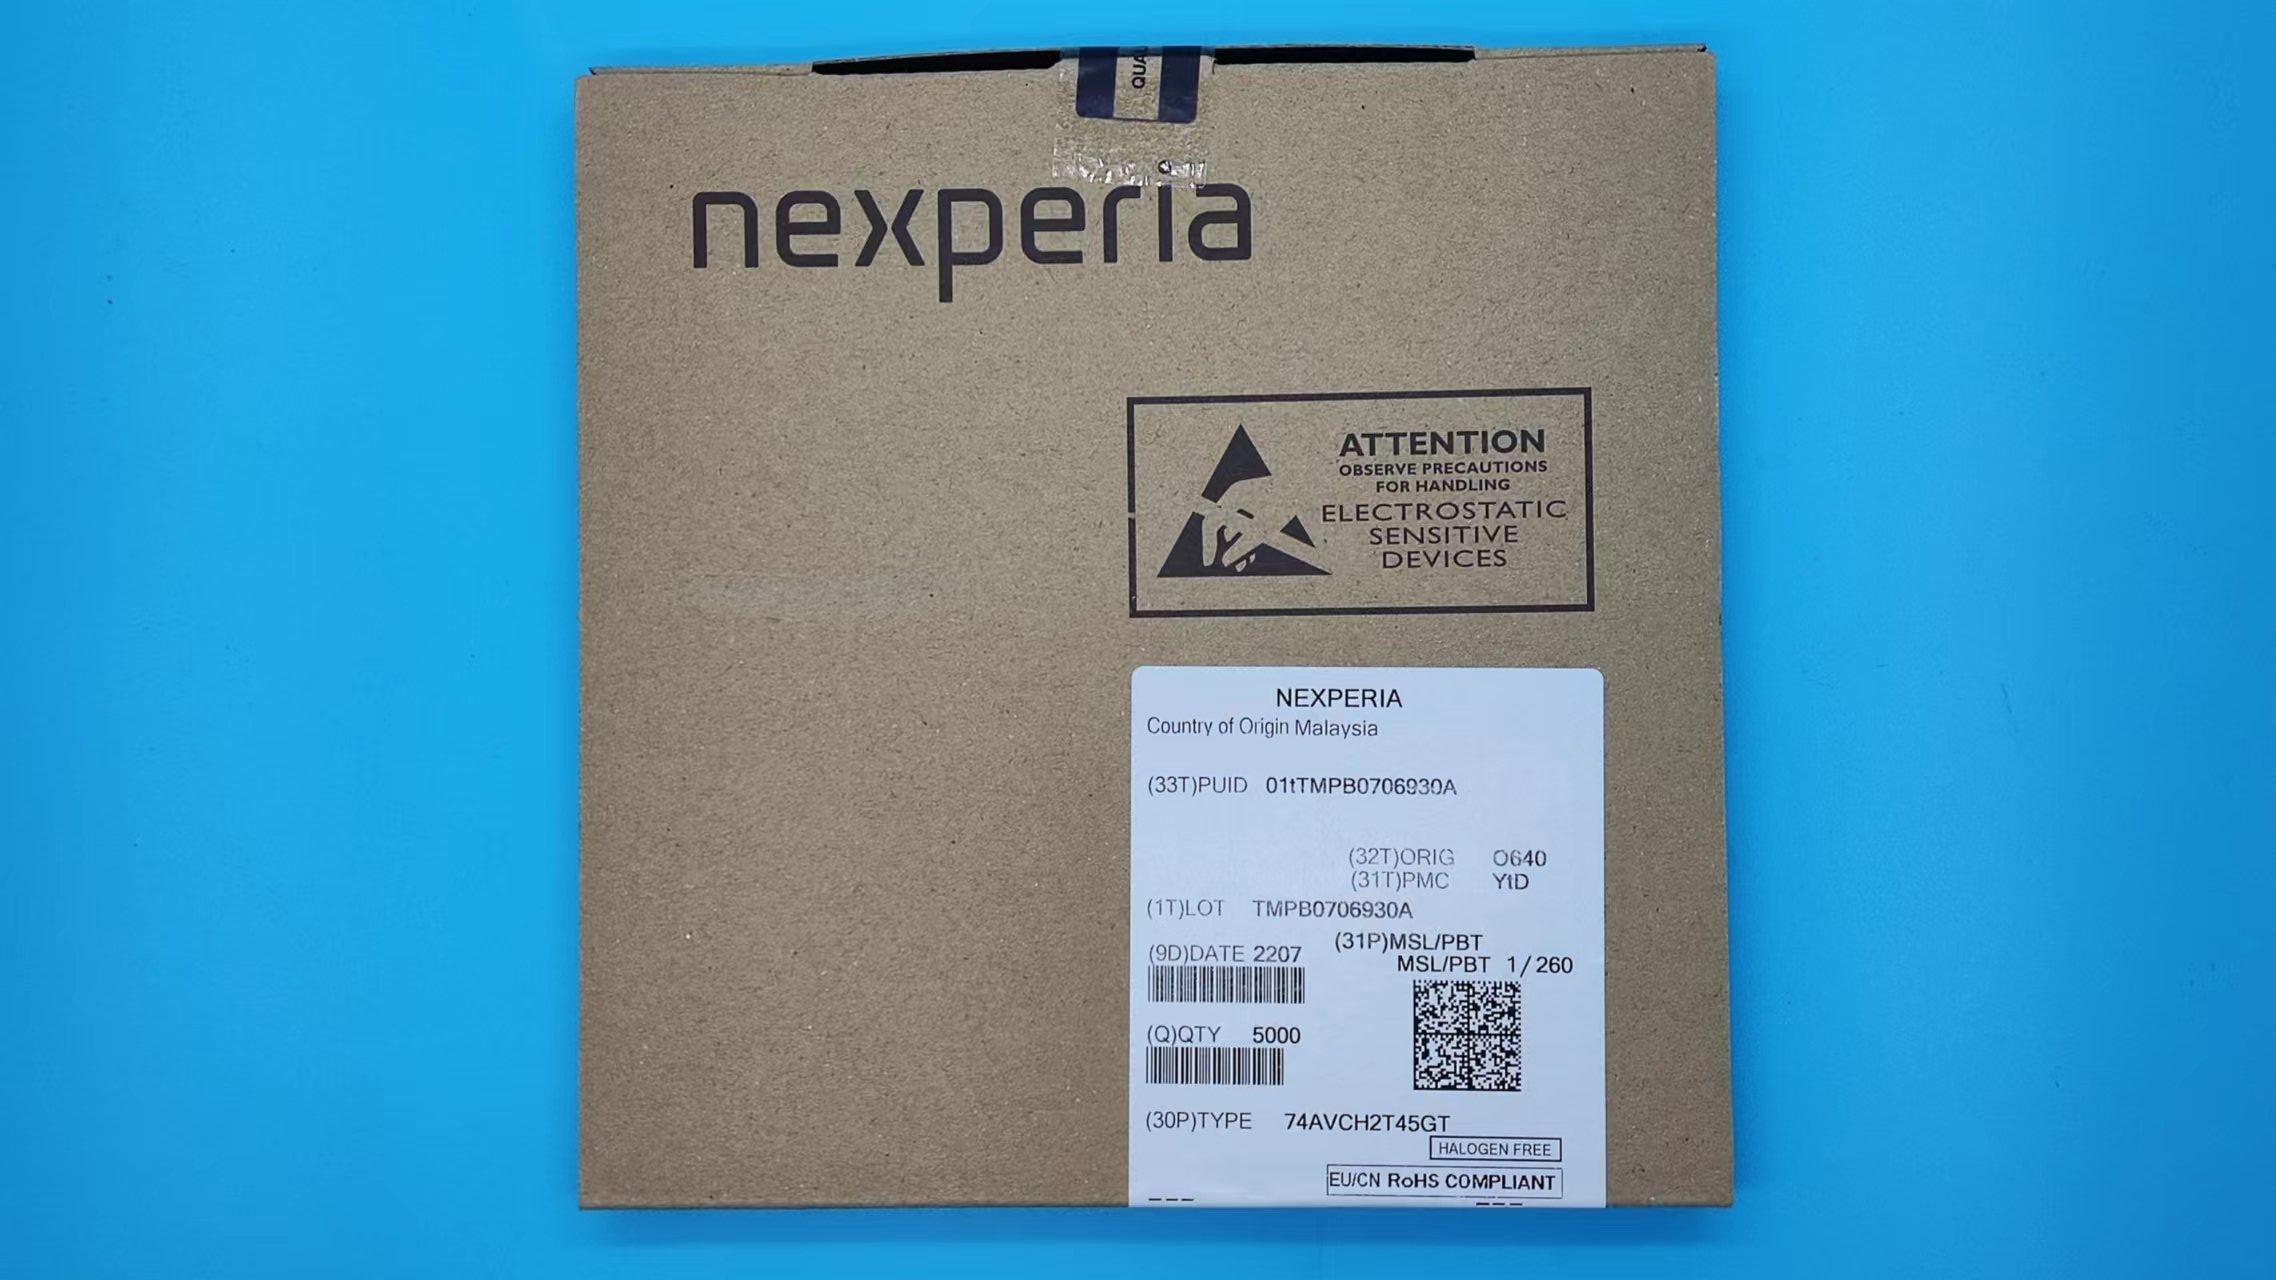 QUA
nexperia
ATTENTION
OBSERVE PRECAUTIONS
FOR HANDLING
ELECTROSTATIC
SENSITIVE
DEVICES
NEXPERIA
Country of Origin Malaysia
(33T)PUID 01tTMPB0706930A
(32T)ORIG O640
(31T)PMC YtD
(1T)LOT TMPB0706930A
(9D)DATE 2207
(31P)MSL/PBT
MSL/PBT 1/260
(Q)QTY 5000
(30P)TYPE 74AVCH2T45GT
HALOGEN FREE
EU/CN RoHS COMPLIANT